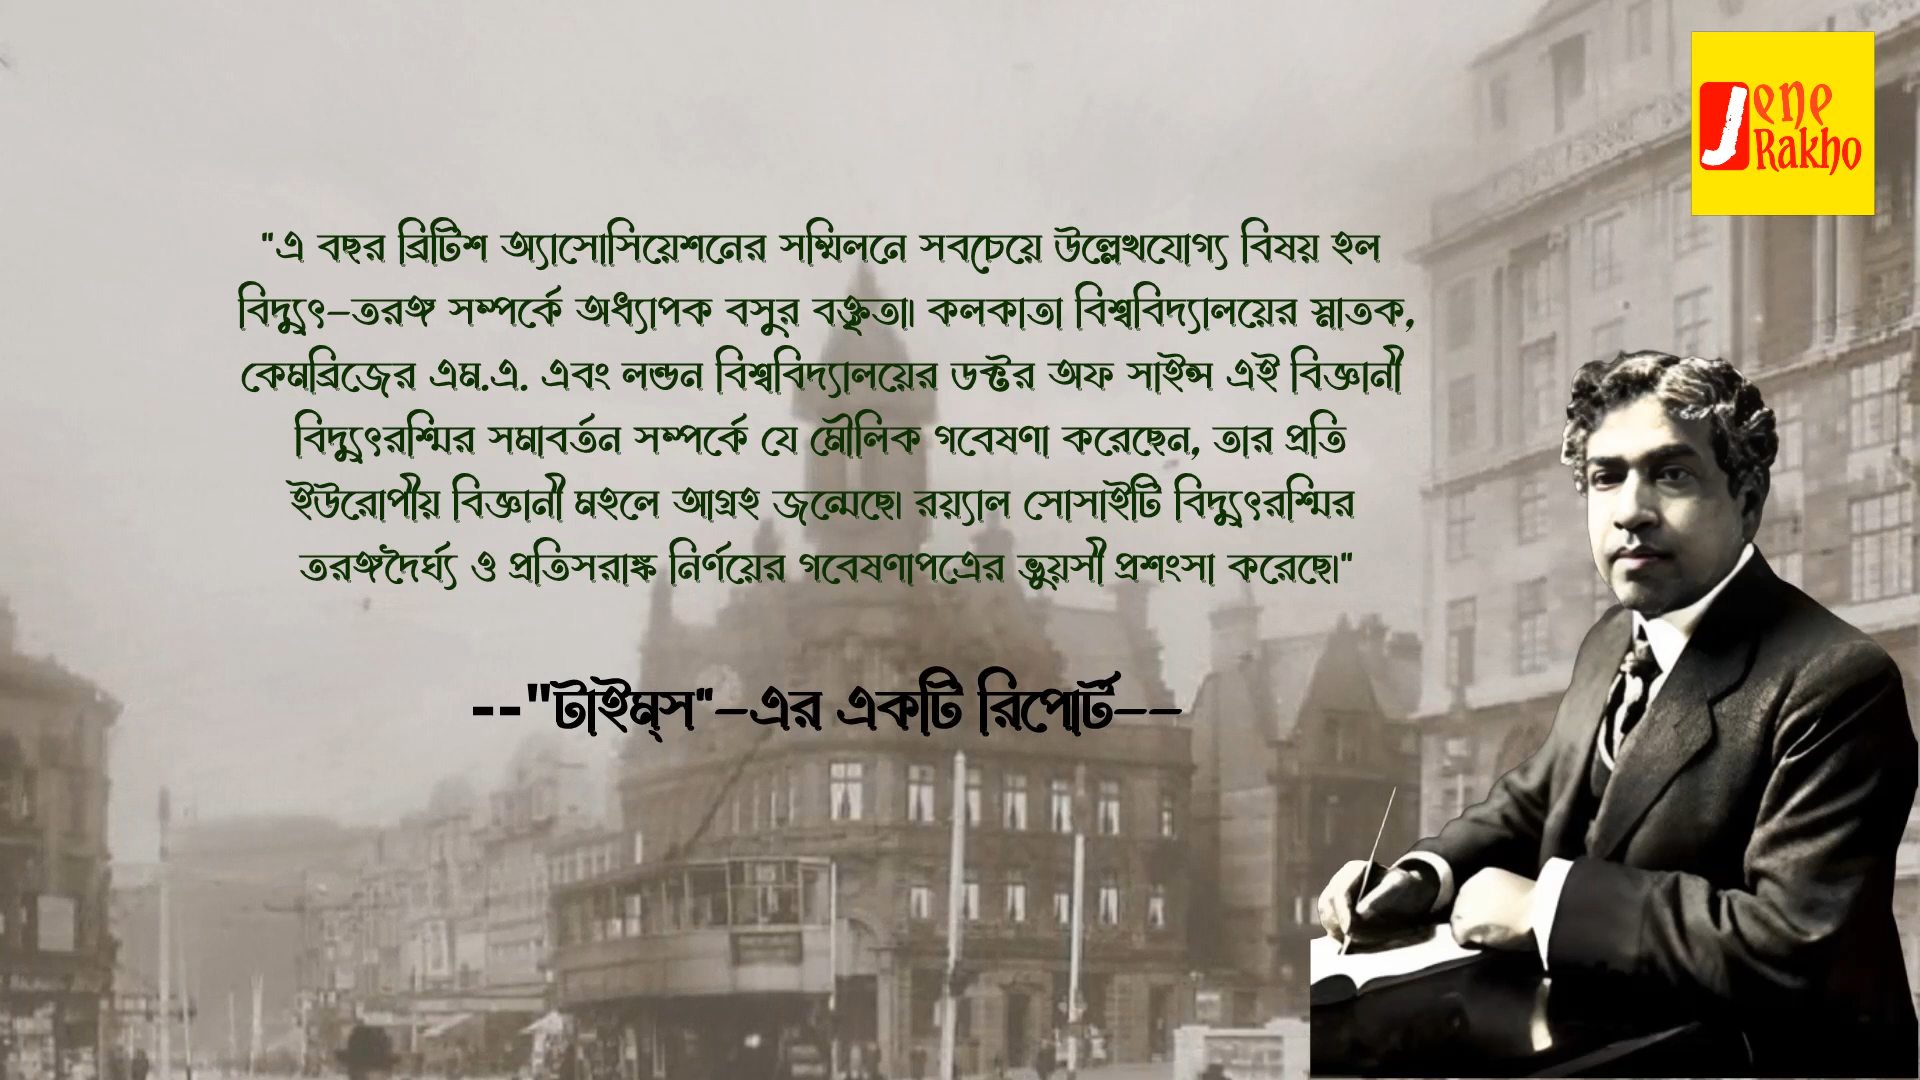 Jene
Rakho
"এ বছর ব্রিটিশ অ্যাসোসিয়েশনের সম্মিলনে সবচেয়ে উল্লেখযোগ্য বিষয় হল
বিদ্যুৎ-তরঙ্গ সম্পর্কে অধ্যাপক বসুর বক্তৃতা। কলকাতা বিশ্ববিদ্যালয়ের স্নাতক,
কেমব্রিজের এম.এ. এবং লন্ডন বিশ্ববিদ্যালয়ের ডক্টর অফ সাইন্স এই বিজ্ঞানী
বিদ্যুৎরশ্মির সমাবর্তন সম্পর্কে যে মৌলিক গবেষণা করেছেন, তার প্রতি
ইউরোপীয় বিজ্ঞানী মহলে আগ্রহ জন্মেছে। রয়্যাল সোসাইটি বিদ্যুৎরশ্মির
তরঙ্গদৈর্ঘ্য ও প্রতিসরাঙ্ক নির্ণয়ের গবেষণাপত্রের ভুয়সী প্রশংসা করেছে।"
--"টাইম্‌স"-এর একটি রিপোর্ট--